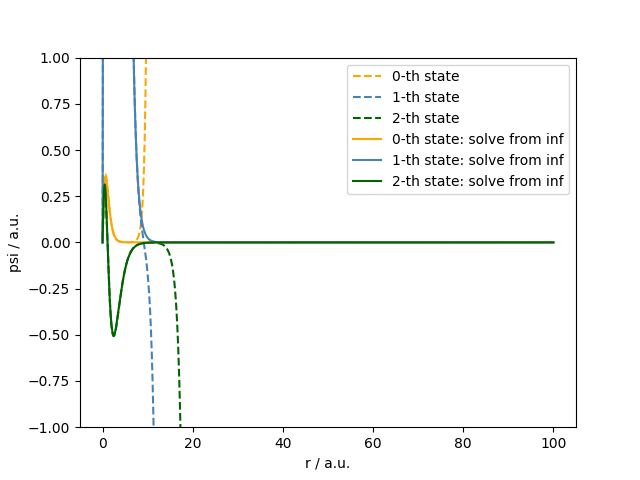 1.00
0.75
0.50
0.25
0.00
−0.25
−0.50
−0.75
−1.00
psi / a.u.
0-th state
1-th state
2-th state
0-th state: solve from inf
1-th state: solve from inf
2-th state: solve from inf
0 20 40 60 80 100
r / a.u.